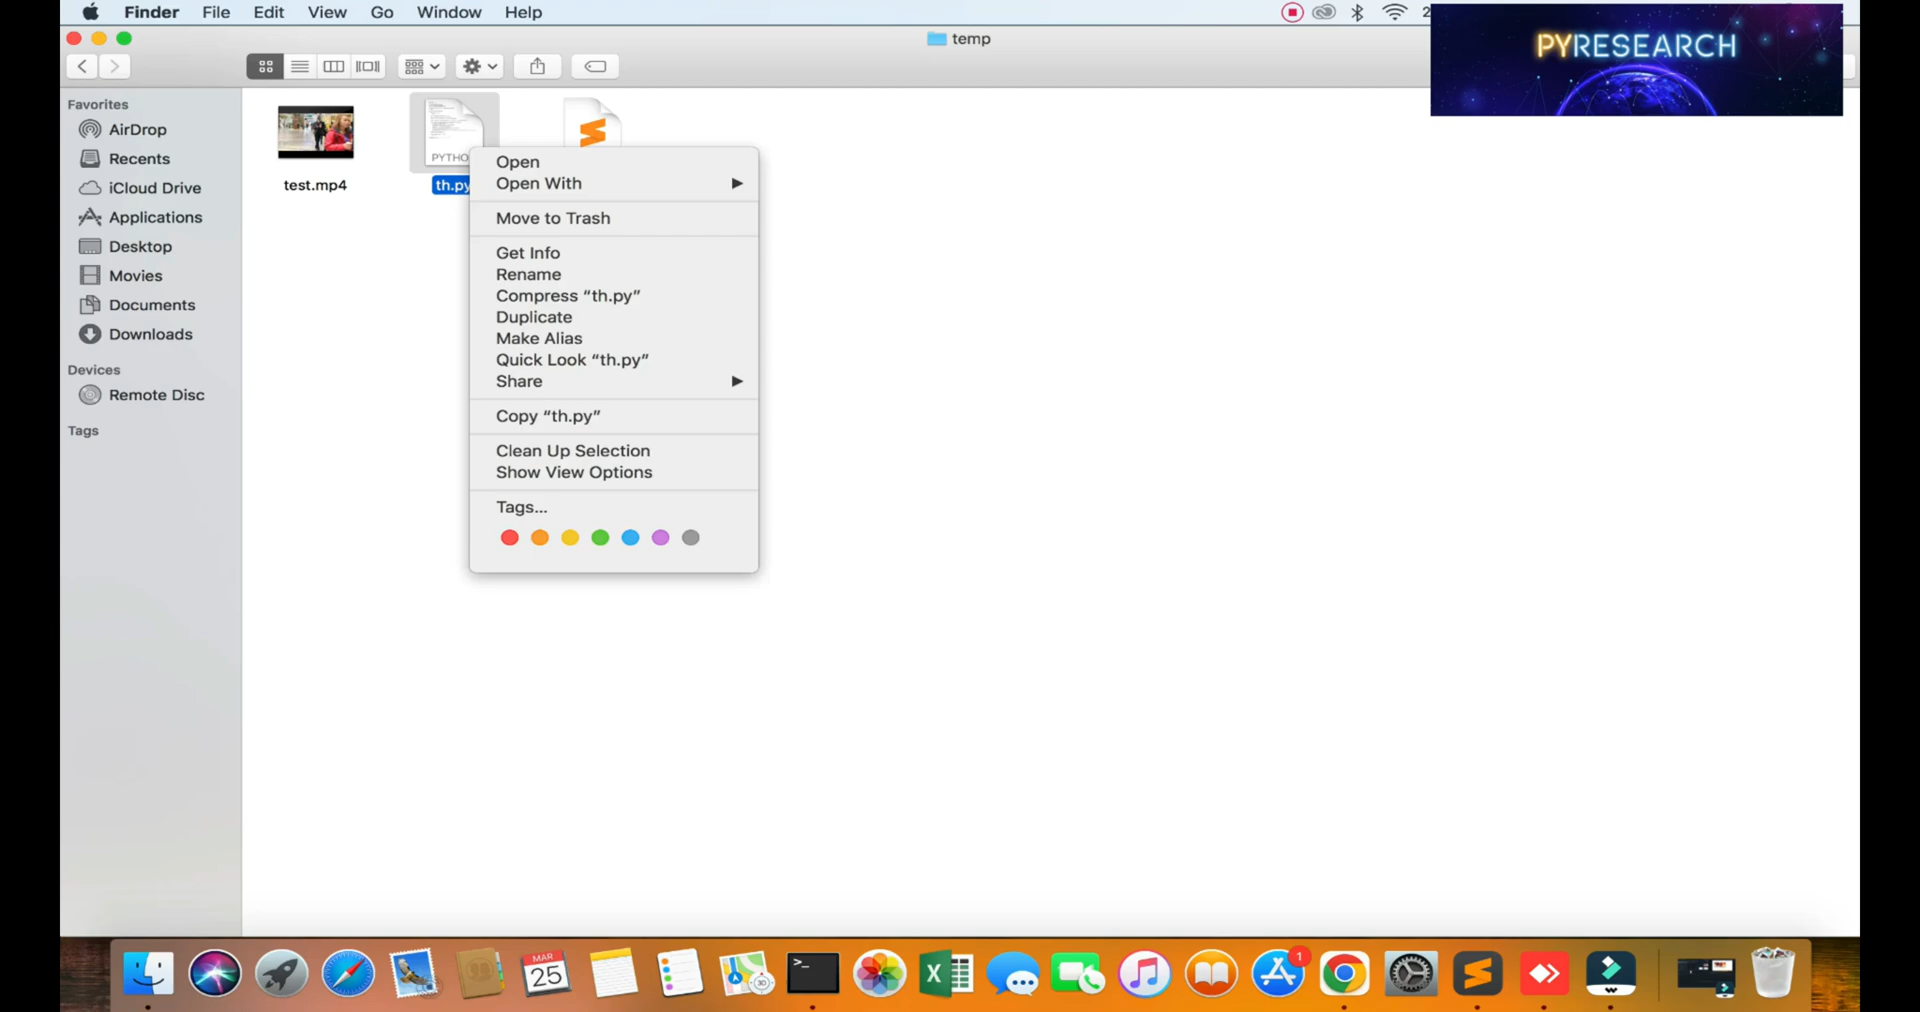 Finder File Edit View Go Window Help
2
PYRESEARCH
temp
Favorites
AirDrop
Recents
iCloud Drive
Applications
Desktop
Movies
Documents
Downloads
Devices
Remote Disc
Tags
test.mp4
PYTHO
th.py
Open
Open With
Move to Trash
Get Info
Rename
Compress “th.py”
Duplicate
Make Alias
Quick Look “th.py”
Share
Copy “th.py”
Clean Up Selection
Show View Options
Tags...
MAR
25
3D
>_
X
1